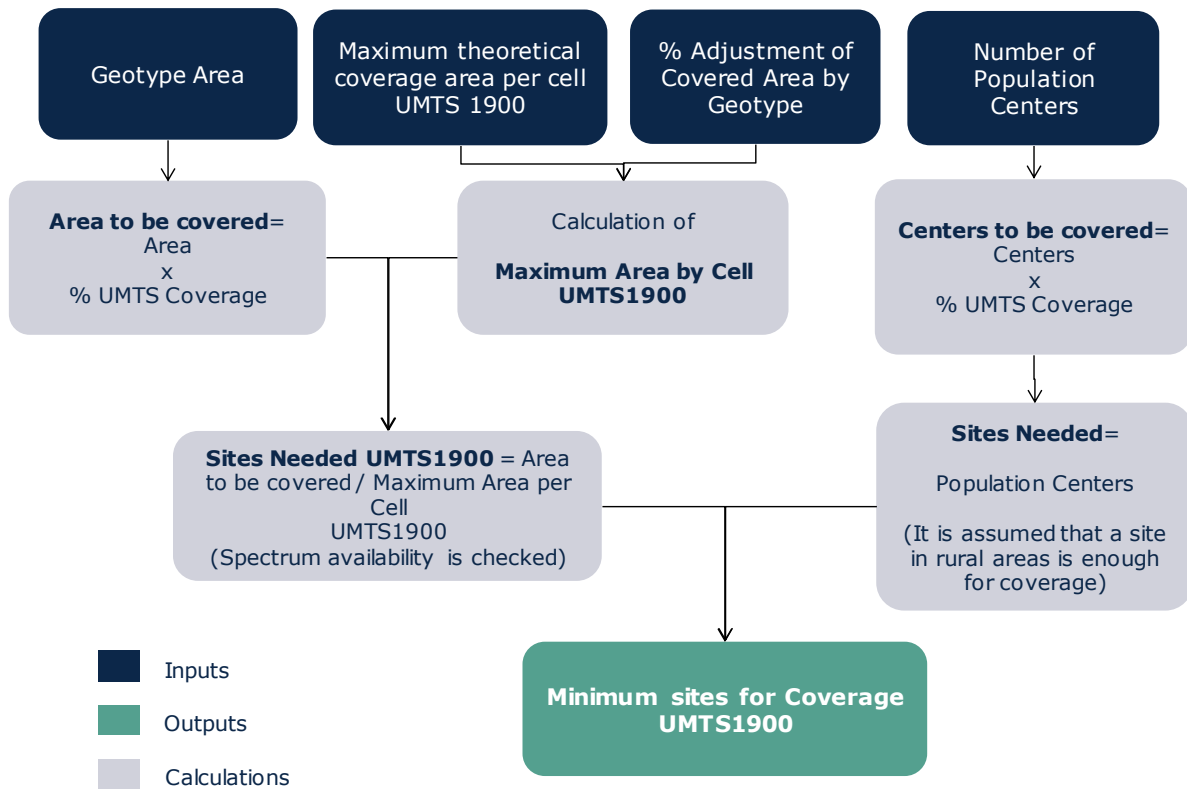 Geotype Area
Maximum theoretical
coverage area per cell
UMTS 1900
% Adjustment of
Covered Area by
Geotype
Number of
Population
Centers
Area to be covered=
Area
x
% UMTS Coverage
Calculation of
Maximum Area by Cell
UMTS1900
Centers to be covered=
Centers
x
% UMTS Coverage
Sites Needed UMTS1900 = Area
to be covered / Maximum Area per
Cell
UMTS1900
(Spectrum availability is checked)
Sites Needed=
Population Centers
(It is assumed that a site
in rural areas is enough
for coverage)
Minimum sites for Coverage
UMTS1900
Inputs
Outputs
Calculations